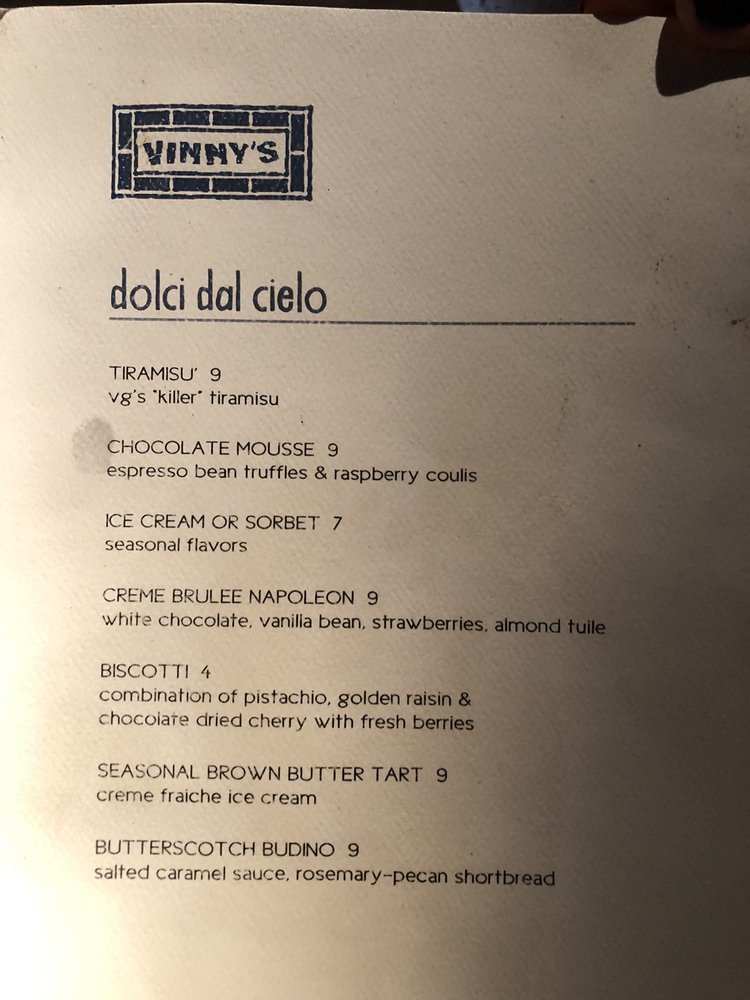 VINNY'S
dolci dal cielo
TIRAMISU' 9
vg's "killer" tiramisu
CHOCOLATE MOUSSE 9
espresso bean truffles & raspberry coulis
ICE CREAM OR SORBET 7
seasonal flavors
CREME BRULEE NAPOLEON 9
white chocolate, vanilla bean, strawberries, almond tuile
BISCOTTI 4
combination of pistachio, golden raisin &
chocolate dried cherry with fresh berries
SEASONAL BROWN BUTTER TART 9
creme fraiche ice cream
BUTTERSCOTCH BUDINO 9
salted caramel sauce, rosemary-pecan shortbread